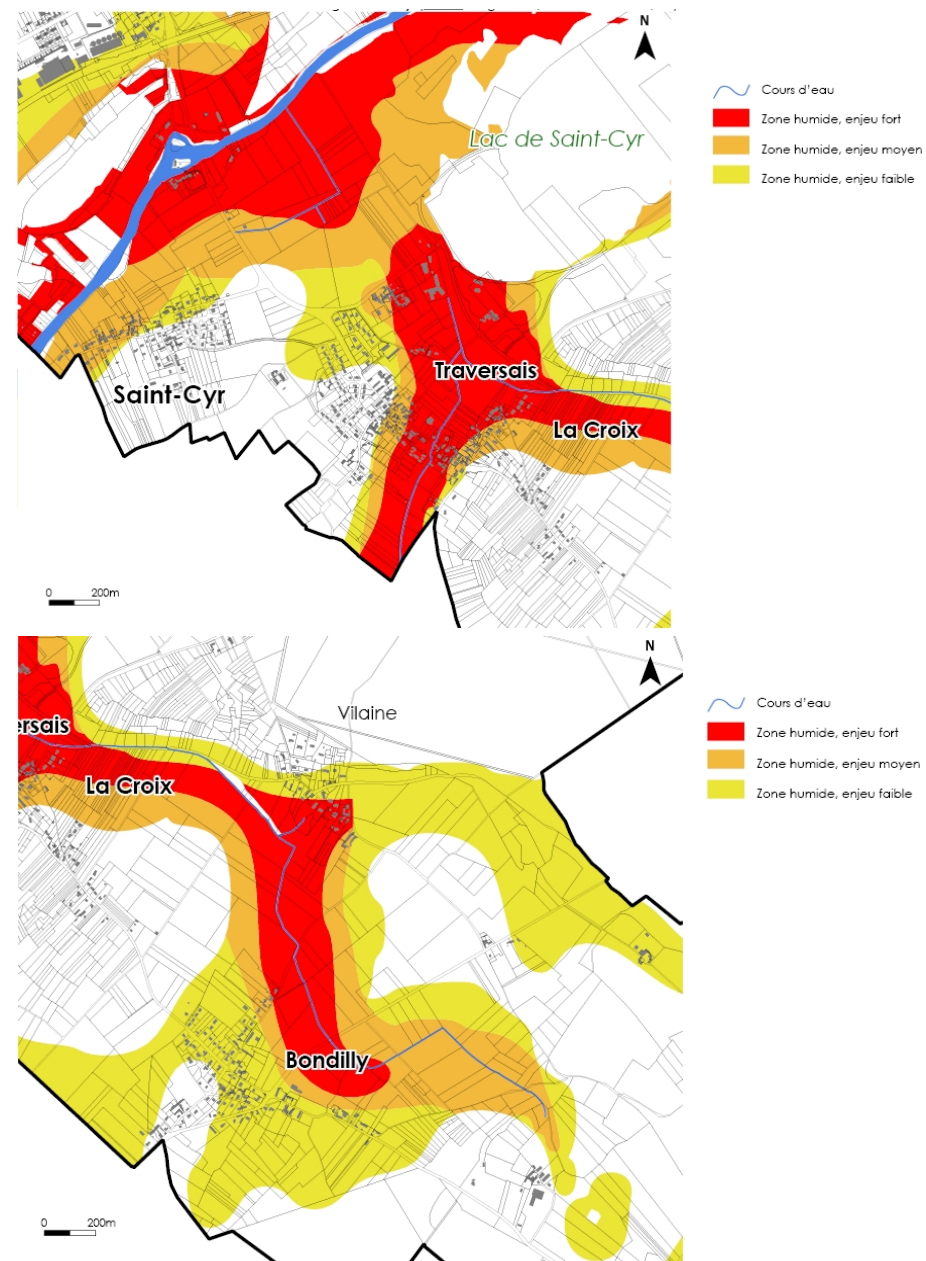 N
Cours d'eau
Zone humide, enjeu fort
Lac de Saint-Cyr
Zone humide, enjeu moyen
Zone humide, enjeu faible
Traversais
Saint-Cyr
La Croix
0 200m
N
Cours d'eau
Vilaine
ersais
Zone humide, enjeu fort
Zone humide, enjeu moyen
La Croix
Zone humide, enjeu faible
Bondilly
0 200m